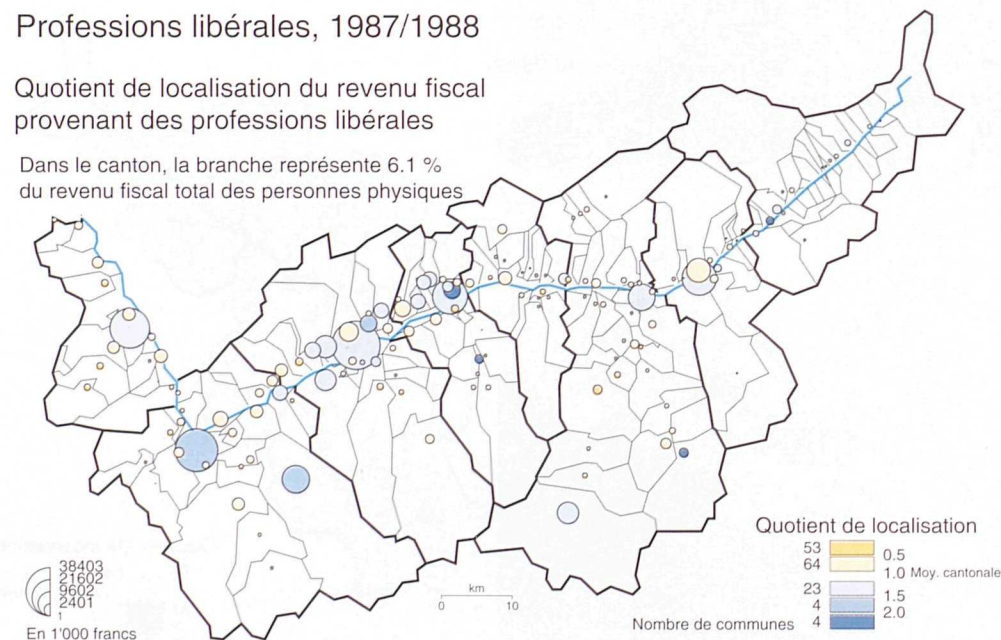 Professions libérales, 1987/1988
Quotient de localisation du revenu fiscal
provenant des professions libérales
Dans le canton, la branche représente 6.1 %
du revenu fiscal total des personnes physiques
38403
21602
9602
2401
1
En 1'000 francs
km
0 10
Quotient de localisation
53
0.5
64
1.0 Moy. cantonale
23
1.5
4
2.0
4
Nombre de communes